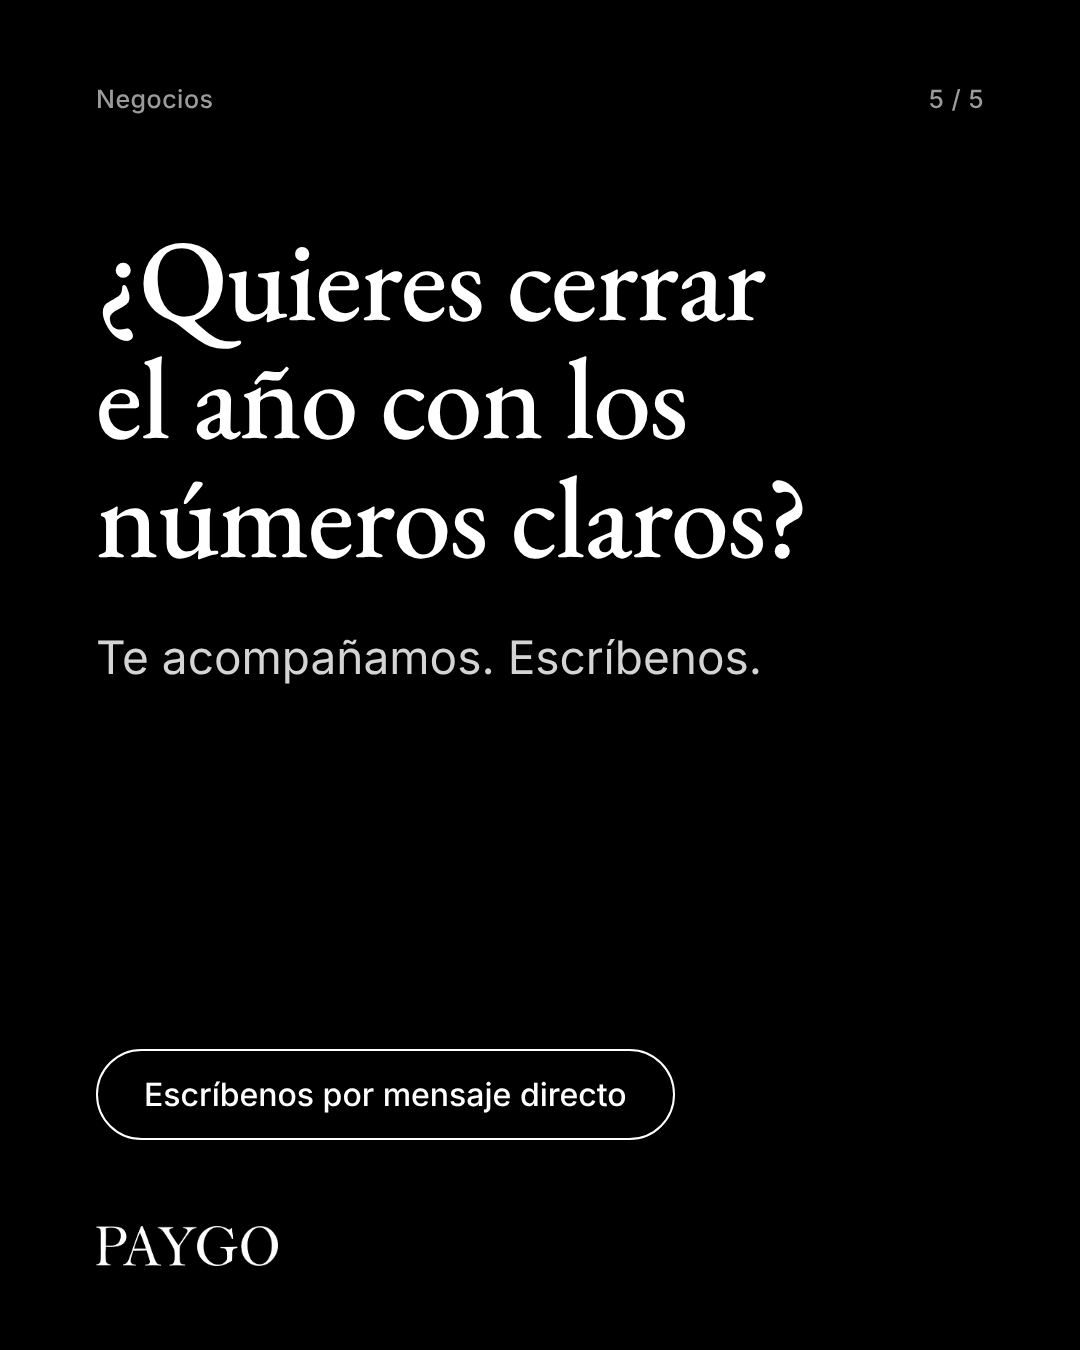 Negocios
5 / 5
¿Quieres cerrar
el año con los
números claros?
Te acompañamos. Escríbenos.
Escríbenos por mensaje directo
PAYGO